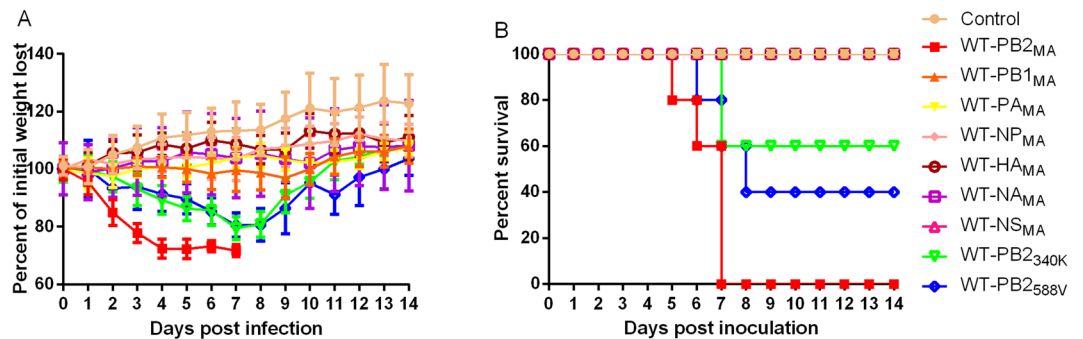 A
Percent of initial weight lost
140
120
100
80
60
0 1 2 3 4 5 6 7 8 9 10 11 12 13 14
Days post infection
B
Percent survival
100
80
60
40
20
0
0 1 2 3 4 5 6 7 8 9 10 11 12 13 14
Days post inoculation
Control
WT-PB2MA
WT-PB1MA
WT-PAMA
WT-NPMA
WT-HAMA
WT-NAMA
WT-NSMA
WT-PB2340K
WT-PB2588V